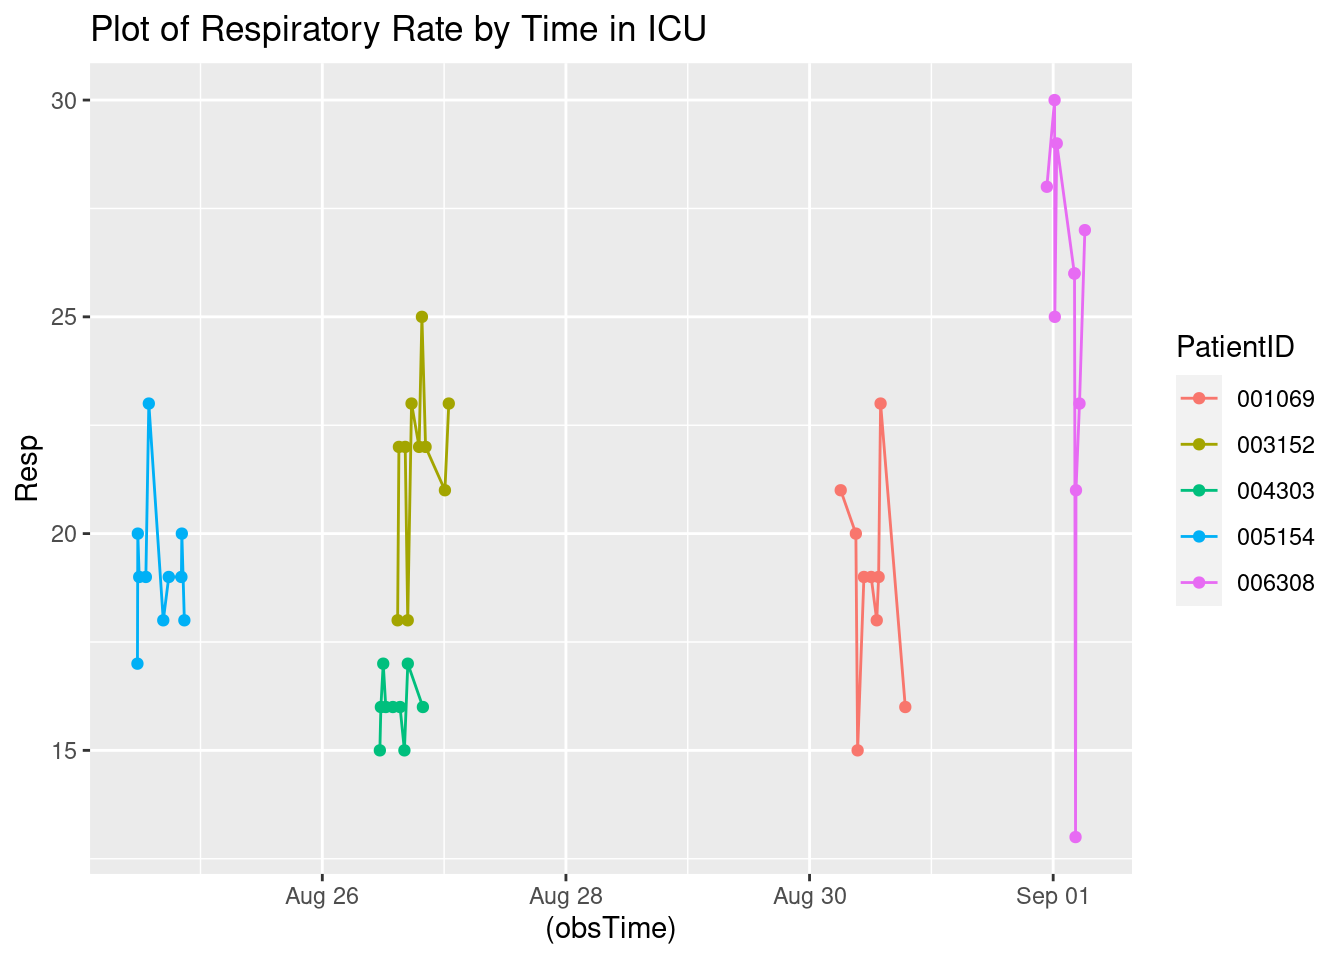 Plot of Respiratory Rate by Time in ICU
30
25
20
15
Resp
Aug 26
Aug 28
Aug 30
Sep 01
(obsTime)
PatientID
001069
003152
004303
005154
006308